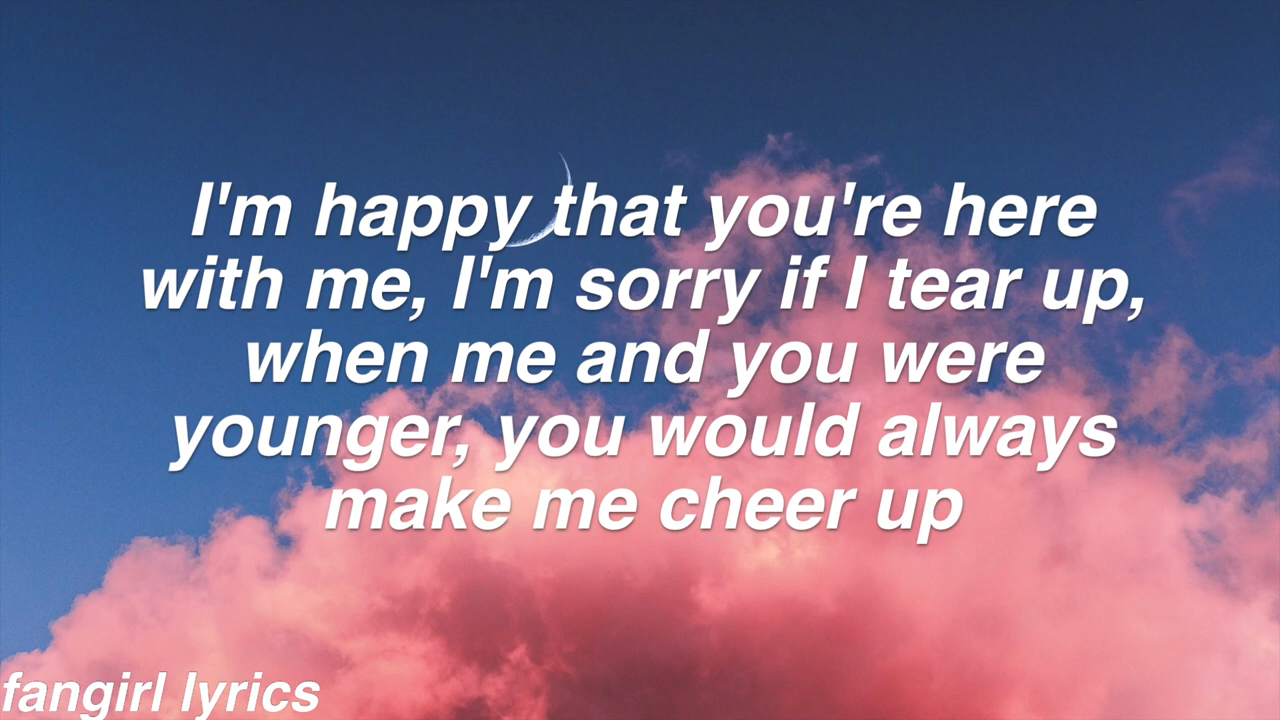 I'm happy that you're here
with me, I'm sorry if I tear up,
when me and you were
younger, you would always
make me cheer up
fangirl lyrics